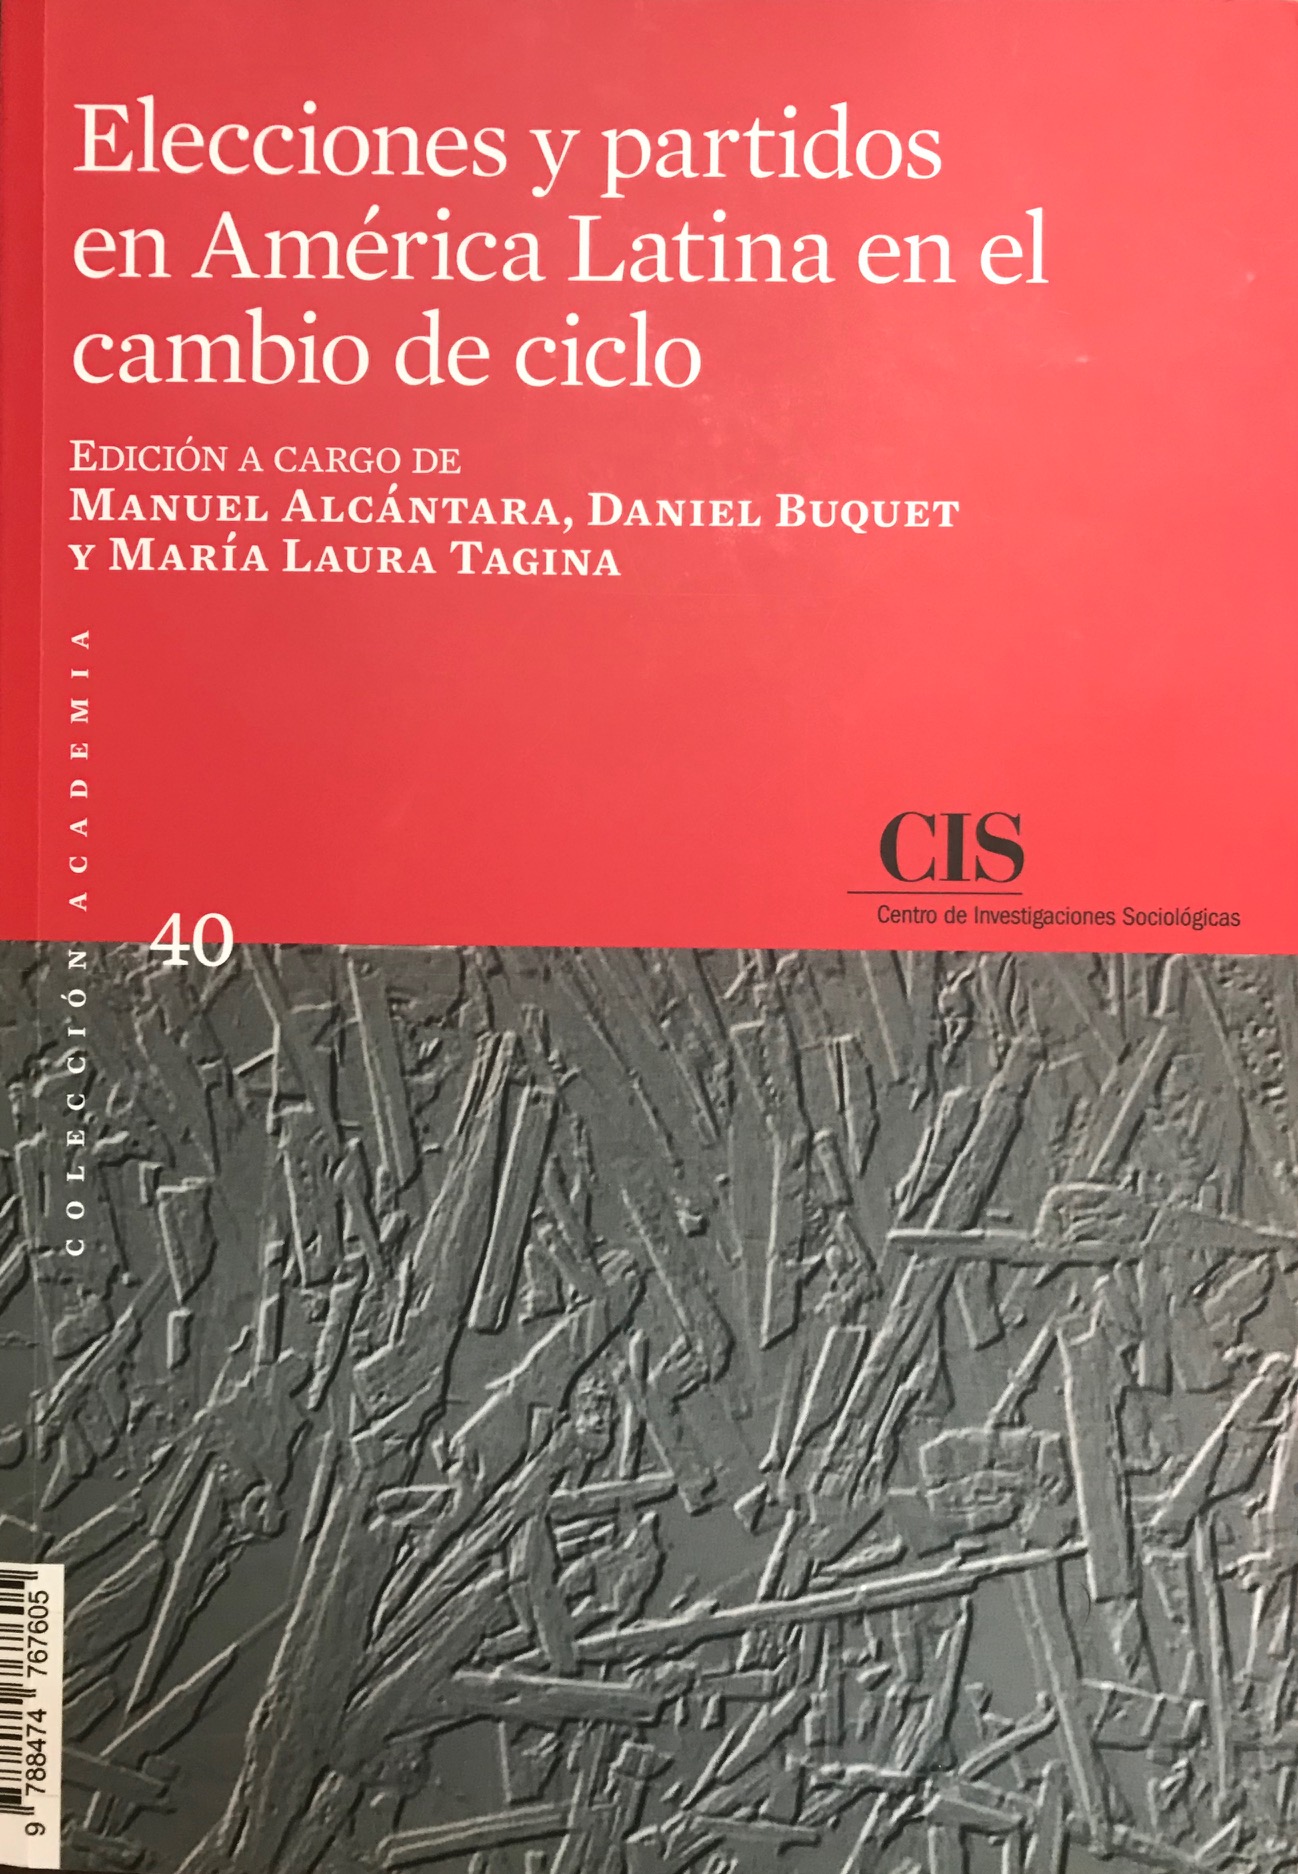 Elecciones y partidos
en América Latina en el
cambio de ciclo
EDICIÓN A CARGO DE
MANUEL ALCÁNTARA, DANIEL BUQUET
Y MARÍA LAURA TAGINA
COLECCIÓN ACADEMIA
40
CIS
Centro de Investigaciones Sociológicas
9 788474 767605